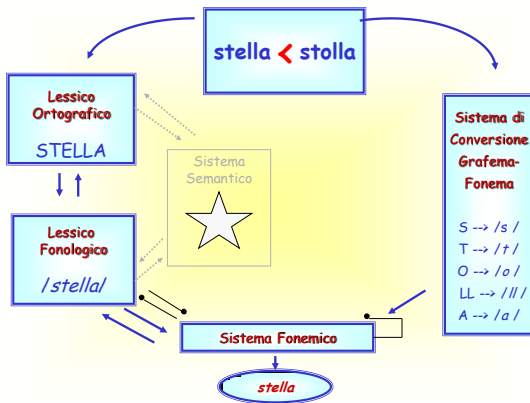 stella < stolla
Lessico
Ortografico
STELLA
Sistema
Semantico
Lessico
Fonologico
/stella/
Sistema di
Conversione
Grafema-
Fonema
S --> /s /
T --> /t /
O --> /o /
LL --> /ll /
A --> /a /
Sistema Fonemico
stella